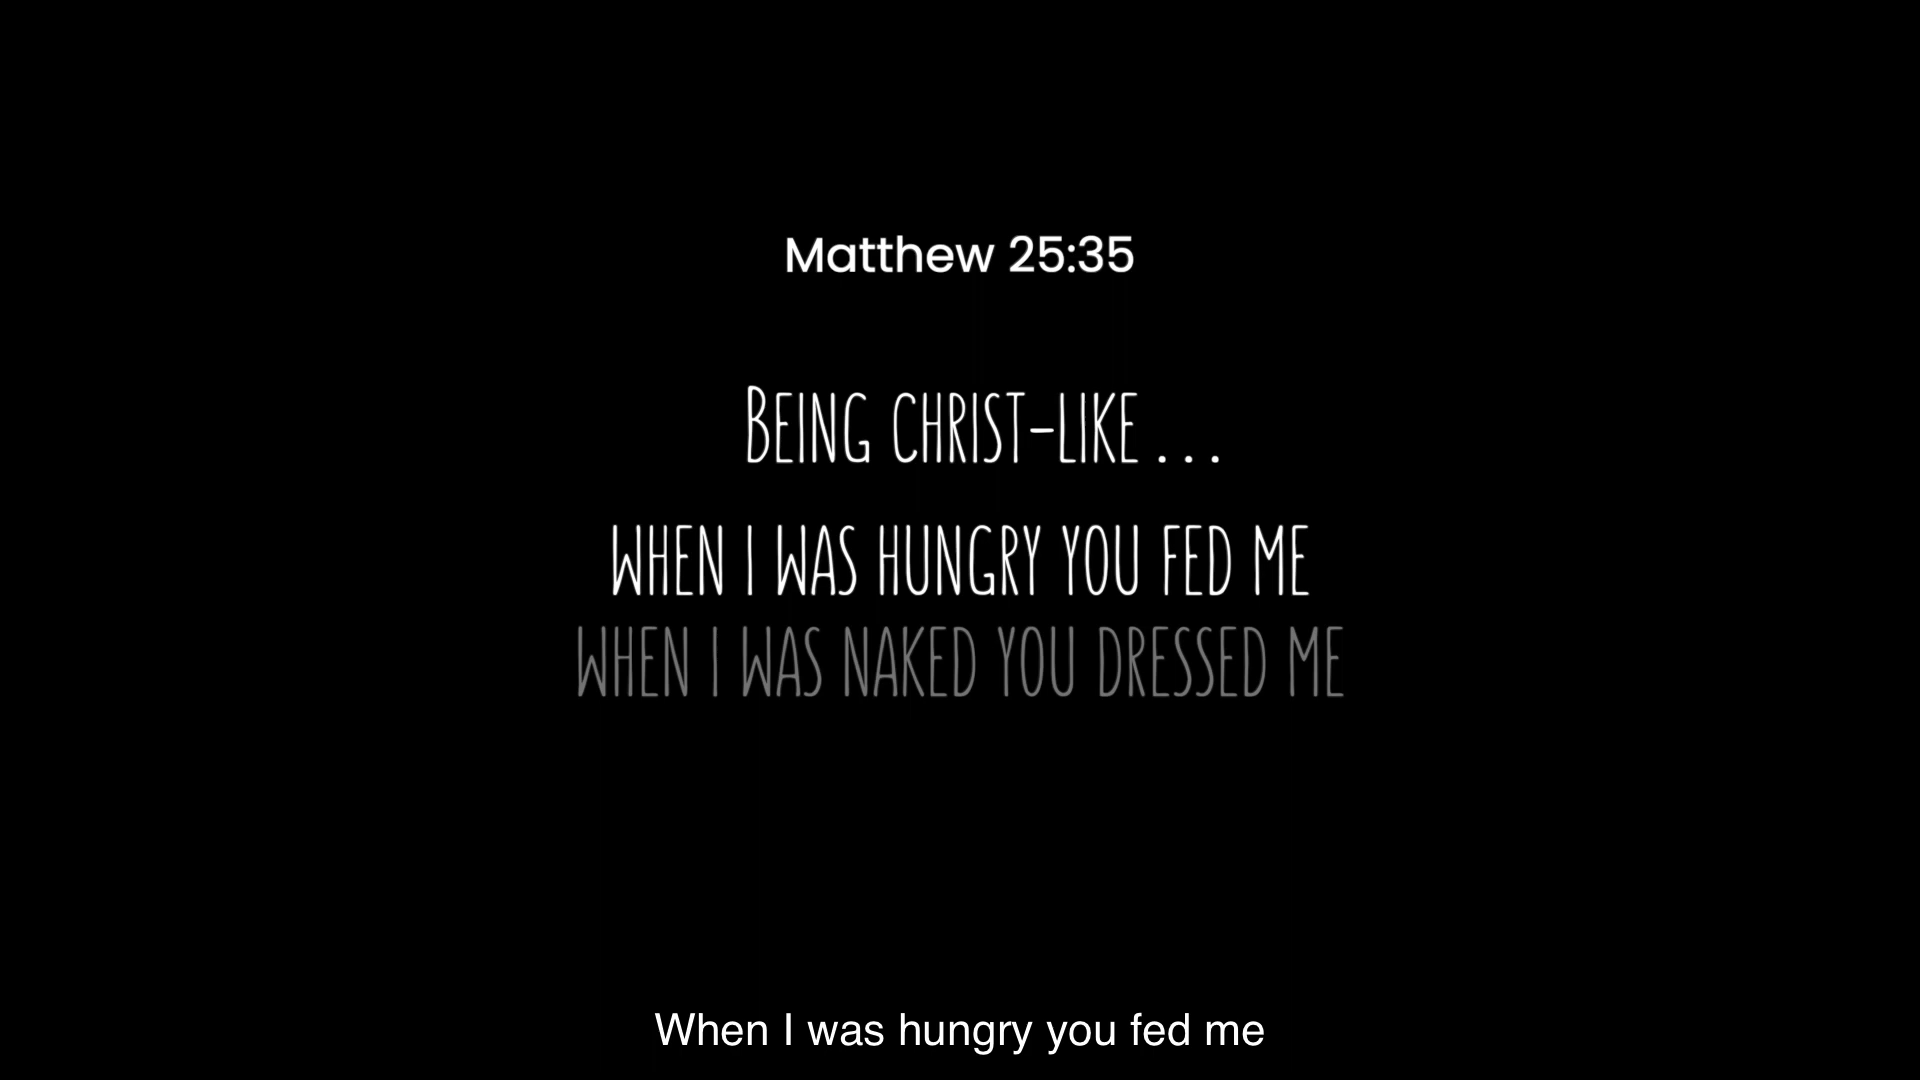 Matthew 25:35
BEING CHRIST-LIKE . . .
WHEN I WAS HUNGRY YOU FED ME
WHEN I WAS NAKED YOU DRESSED ME
When I was hungry you fed me